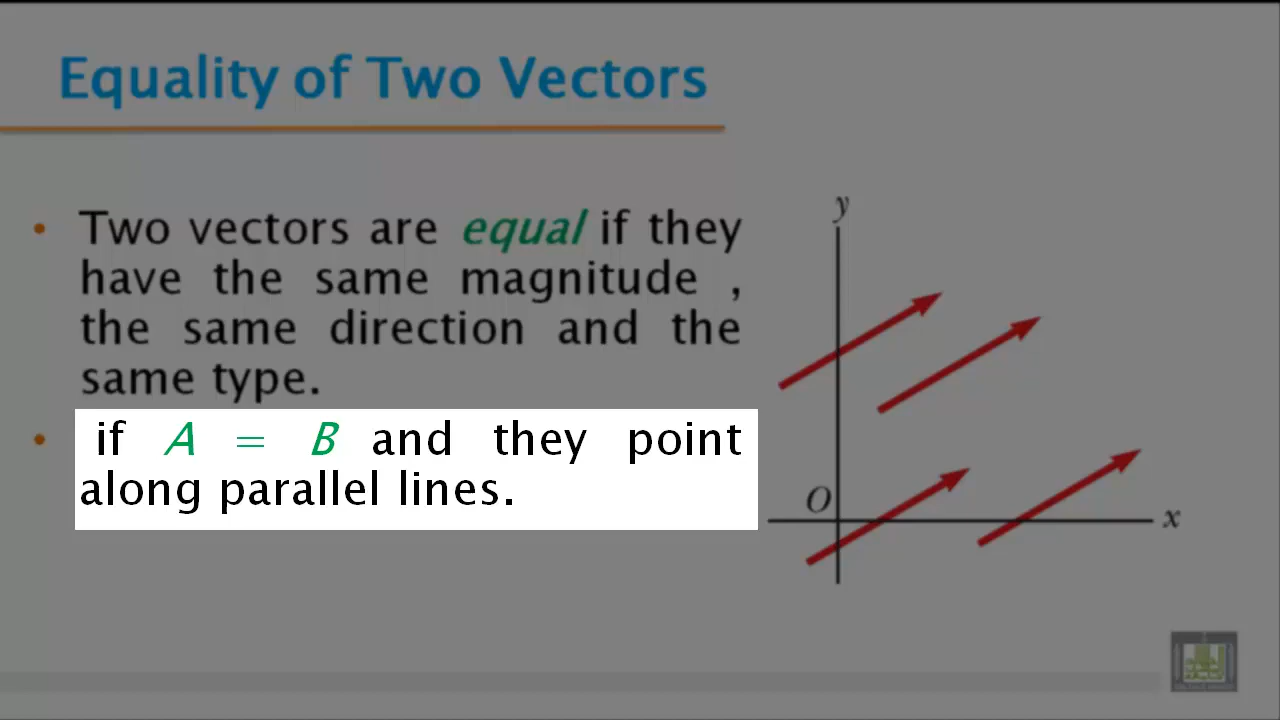 Equality of Two Vectors
• Two vectors are equal if they
have the same magnitude ,
the same direction and the
same type.
• if A = B and they point
along parallel lines.
y
O
x